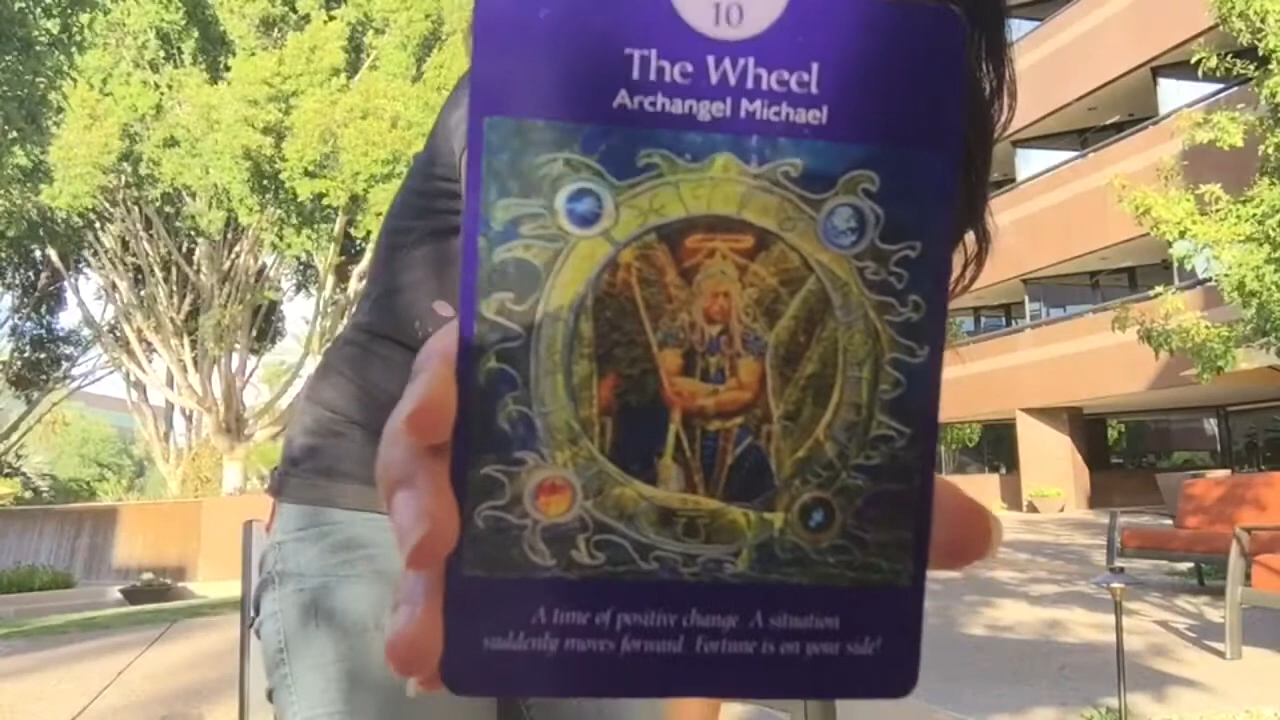 10
The Wheel
Archangel Michael
A time of positive change. A situation
suddenly moves forward. Fortune is on your side!